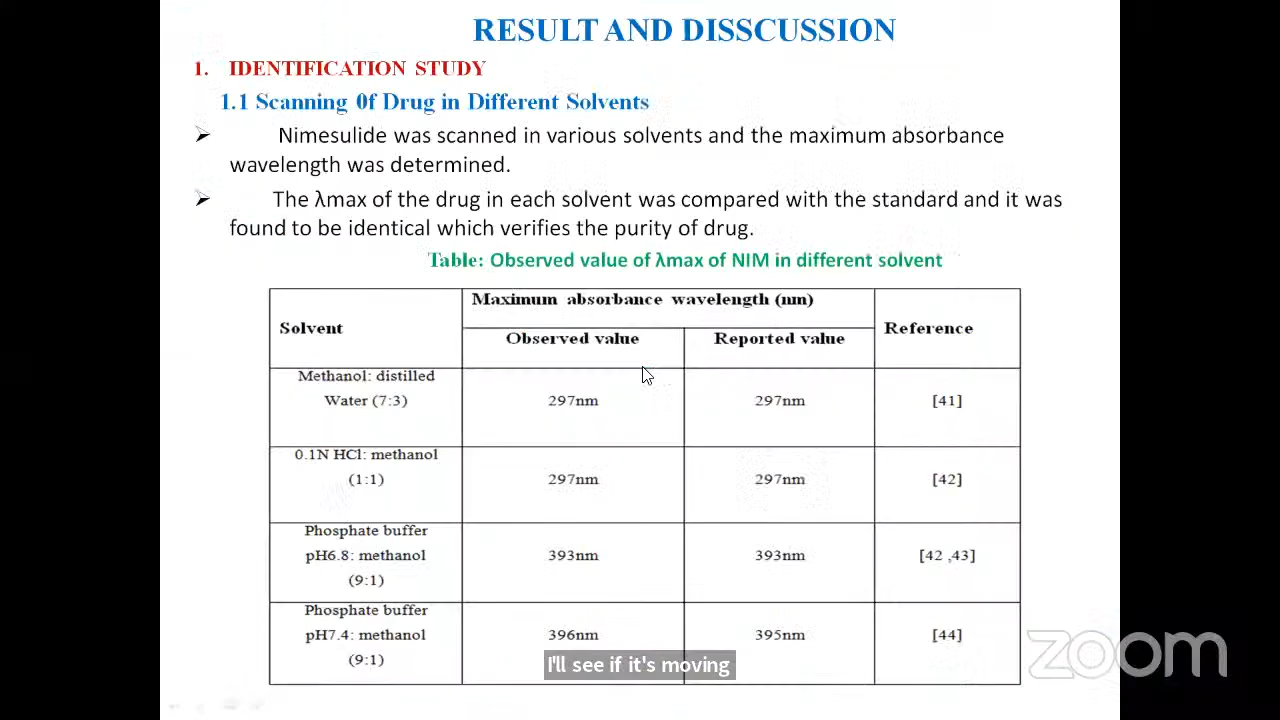 RESULT AND DISSCUSSION
1. IDENTIFICATION STUDY
1.1 Scanning 0f Drug in Different Solvents
➢ Nimesulide was scanned in various solvents and the maximum absorbance
wavelength was determined.
➢ The λmax of the drug in each solvent was compared with the standard and it was
found to be identical which verifies the purity of drug.
Table: Observed value of λmax of NIM in different solvent
Solvent
Maximum absorbance wavelength (nm)
Reference
Observed value
Reported value
Methanol: distilled
Water (7:3)
297nm
297nm
[41]
0.1N HCl: methanol
(1:1)
297nm
297nm
[42]
Phosphate buffer
pH6.8: methanol
(9:1)
393nm
393nm
[42 ,43]
Phosphate buffer
pH7.4: methanol
(9:1)
396nm
395nm
[44]
zoom
I'll see if it's moving